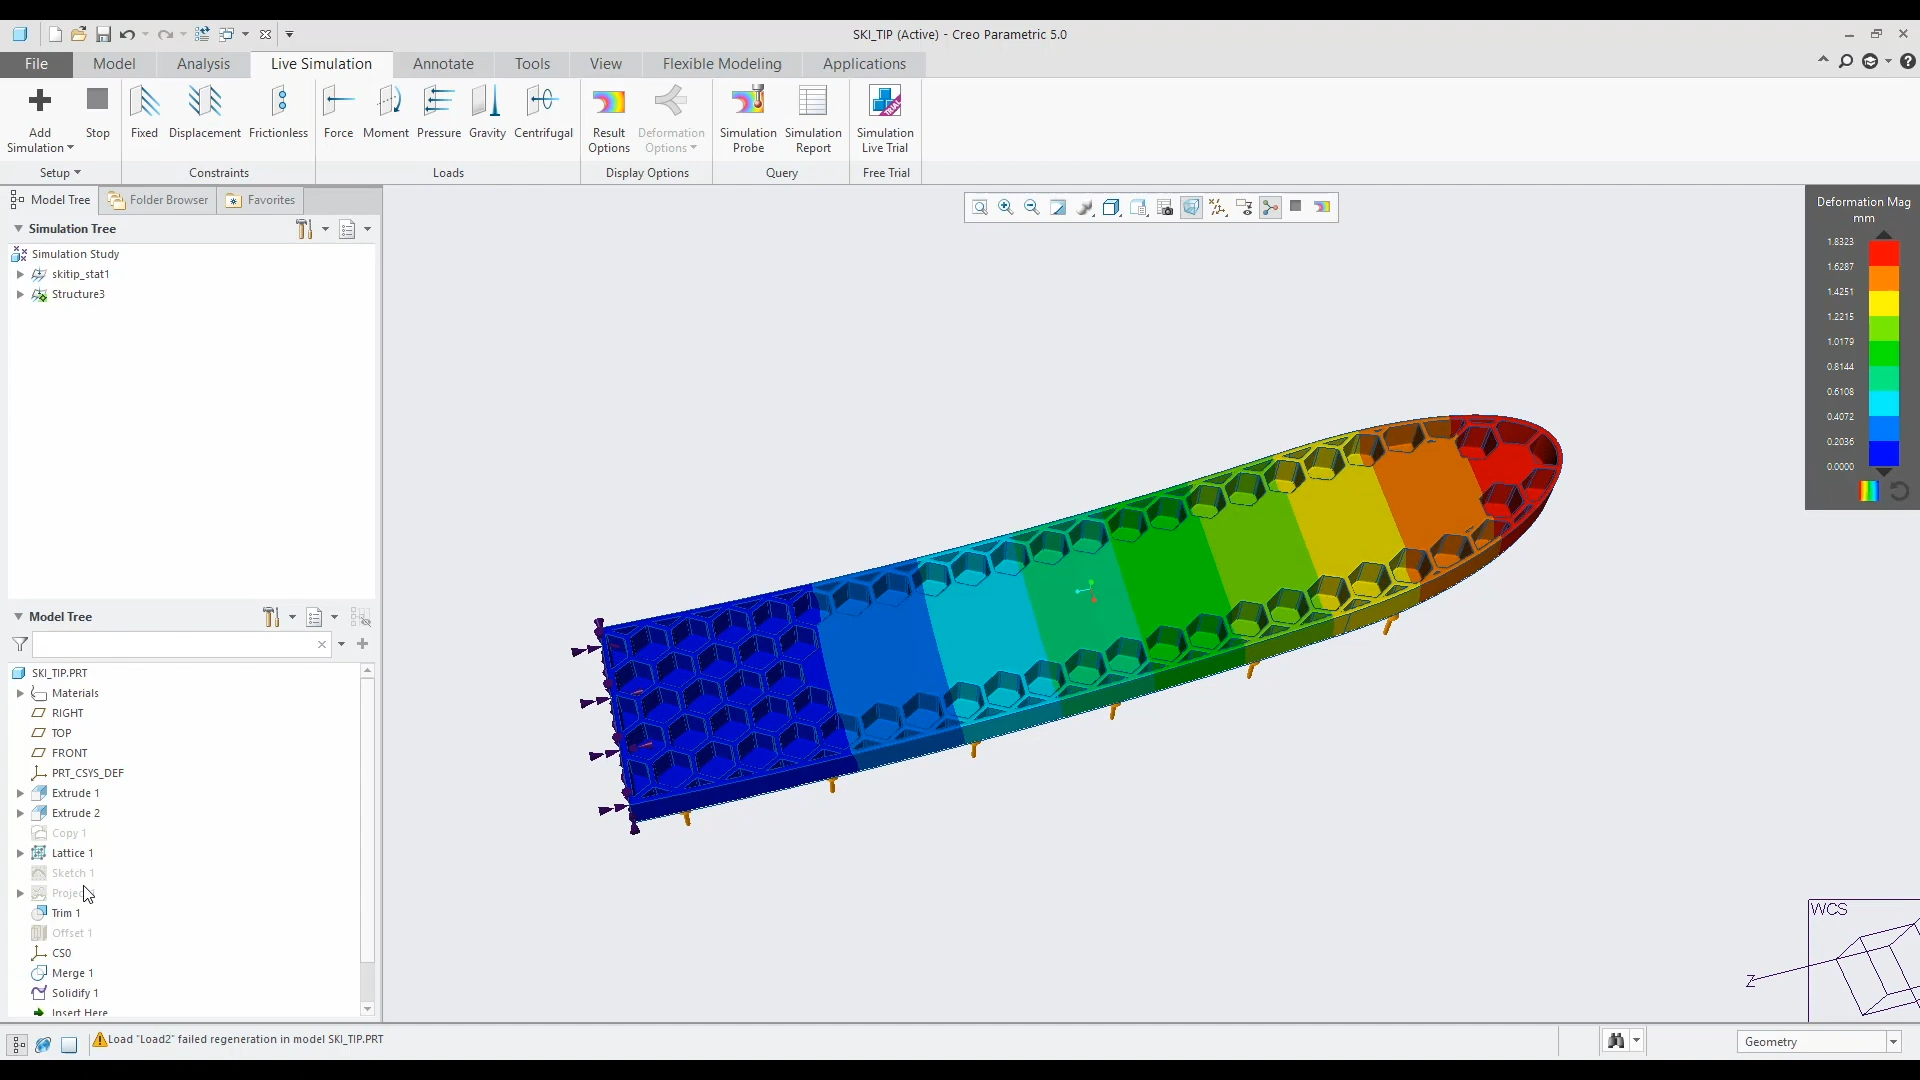 SKI_TIP (Active) - Creo Parametric 5.0
File Model Analysis Live Simulation Annotate Tools View Flexible Modeling Applications
Add Simulation Stop Fixed Displacement Frictionless Force Moment Pressure Gravity Centrifugal Result Options Deformation Options Simulation Probe Simulation Report Simulation Live Trial
TRIAL
Setup Constraints Loads Display Options Query Free Trial
Model Tree Folder Browser Favorites
Simulation Tree
Simulation Study
skitip_stat1
Structure3
Model Tree
SKI_TIP.PRT
Materials
RIGHT
TOP
FRONT
PRT_CSYS_DEF
Extrude 1
Extrude 2
Copy 1
Lattice 1
Sketch 1
Trim 1
Offset 1
CS0
Merge 1
Solidify 1
Insert Here
Deformation Mag
mm
1.8323
1.6287
1.4251
1.2215
1.0179
0.8144
0.6108
0.4072
0.2036
0.0000
WCS
Z
Load "Load2" failed regeneration in model SKI_TIP.PRT
Geometry